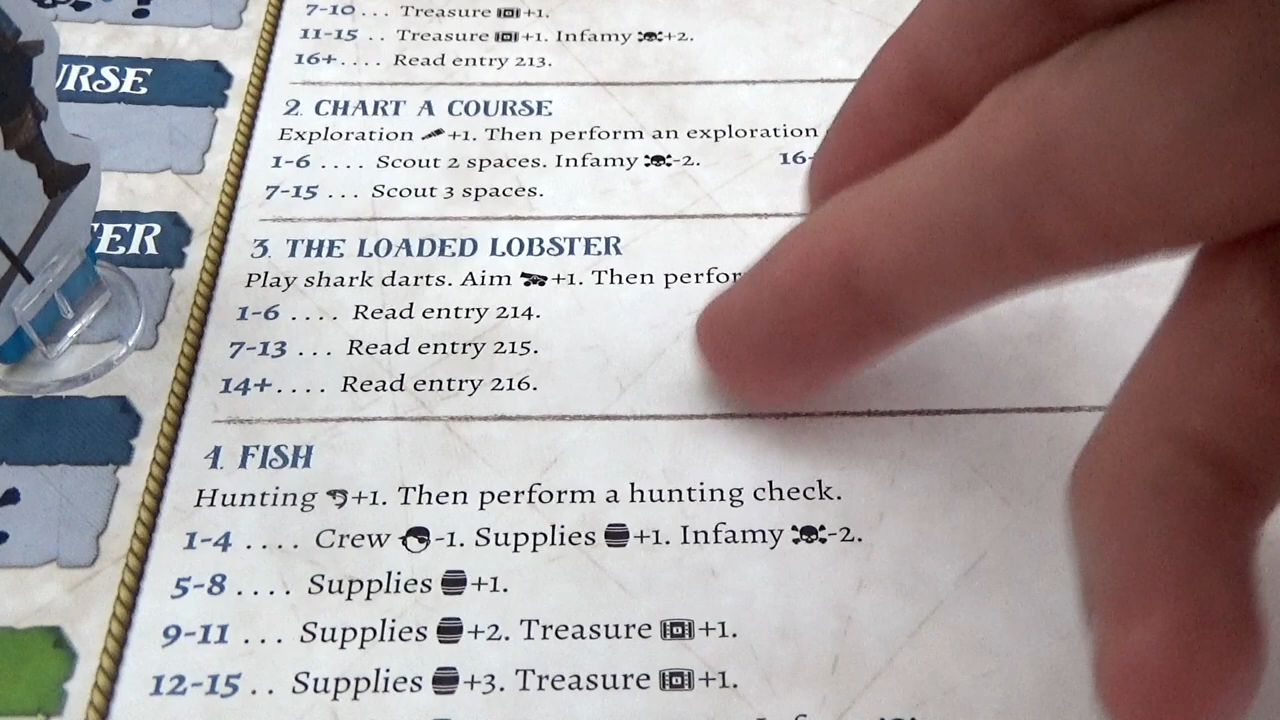 7-10 ... Treasure +1.
11-15 .. Treasure +1. Infamy +2.
16+.... Read entry 213.
URSE
2. CHART A COURSE
Exploration +1. Then perform an exploration
1-6 .... Scout 2 spaces. Infamy -2. 16-
7-15 ... Scout 3 spaces.
TER
3. THE LOADED LOBSTER
Play shark darts. Aim +1. Then perfor
1-6 .... Read entry 214.
7-13 ... Read entry 215.
14+.... Read entry 216.
4. FISH
Hunting +1. Then perform a hunting check.
1-4 .... Crew -1. Supplies +1. Infamy -2.
5-8 .... Supplies +1.
9-11 ... Supplies +2. Treasure +1.
12-15 .. Supplies +3. Treasure +1.